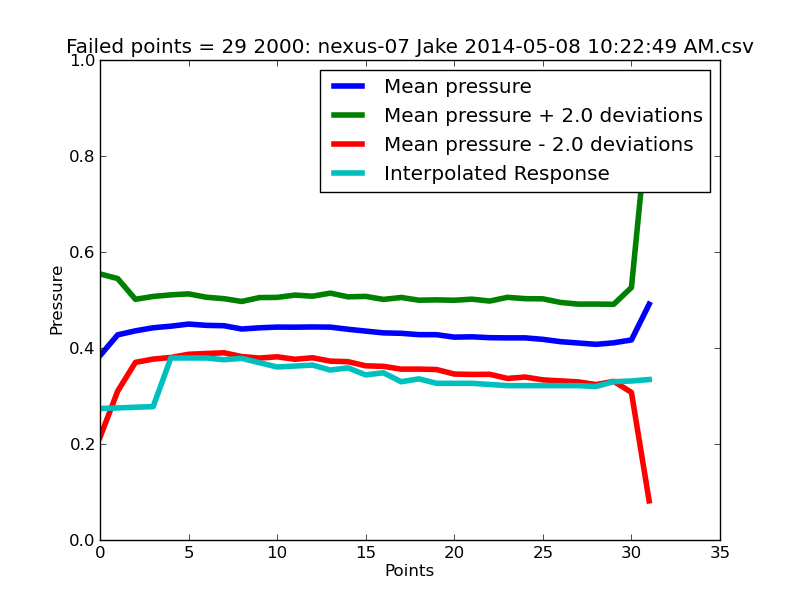 Failed points = 29 2000: nexus-07 Jake 2014-05-08 10:22:49 AM.csv
1.0
0.8
0.6
0.4
0.2
0.0
Pressure
Mean pressure
Mean pressure + 2.0 deviations
Mean pressure - 2.0 deviations
Interpolated Response
0 5 10 15 20 25 30 35
Points